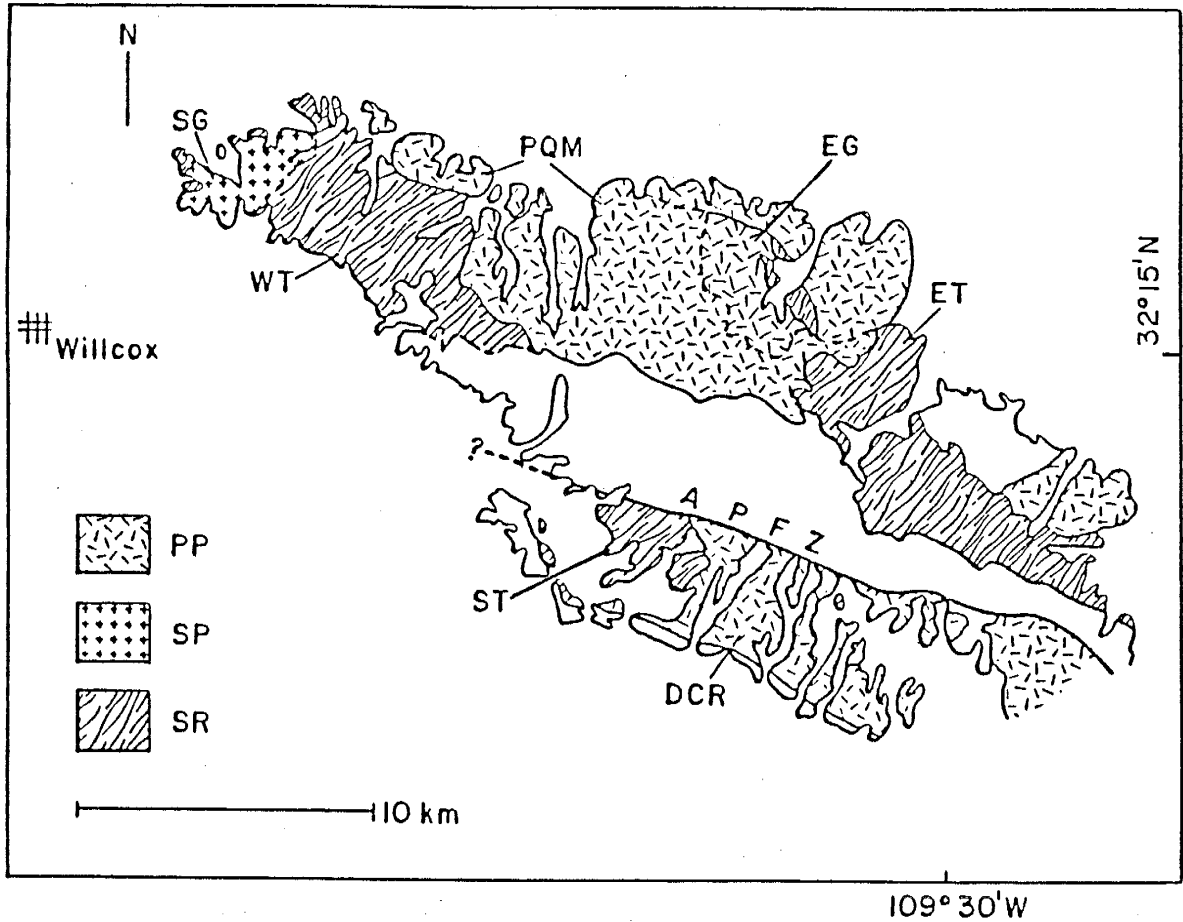 N
SG
PQM
EG
WT
ET
32°15'N
Willcox
?
A P F Z
PP
ST
SP
DCR
SR
10 km
109° 30'W